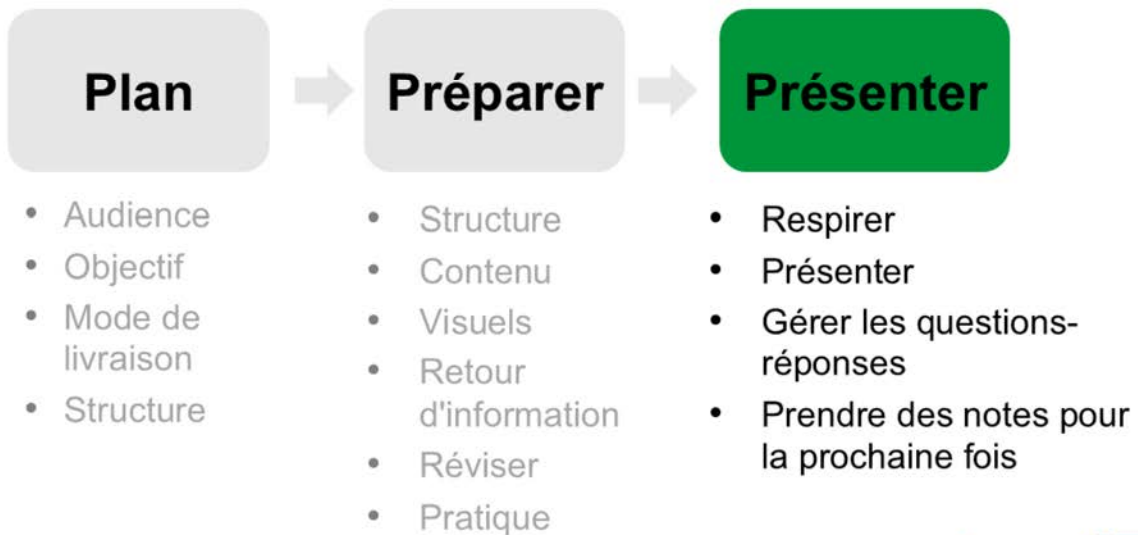 Plan
Préparer
Présenter
• Audience
• Objectif
• Mode de
livraison
• Structure
• Structure
• Contenu
• Visuels
• Retour
d'information
• Réviser
• Pratique
• Respirer
• Présenter
• Gérer les questions-
réponses
• Prendre des notes pour
la prochaine fois